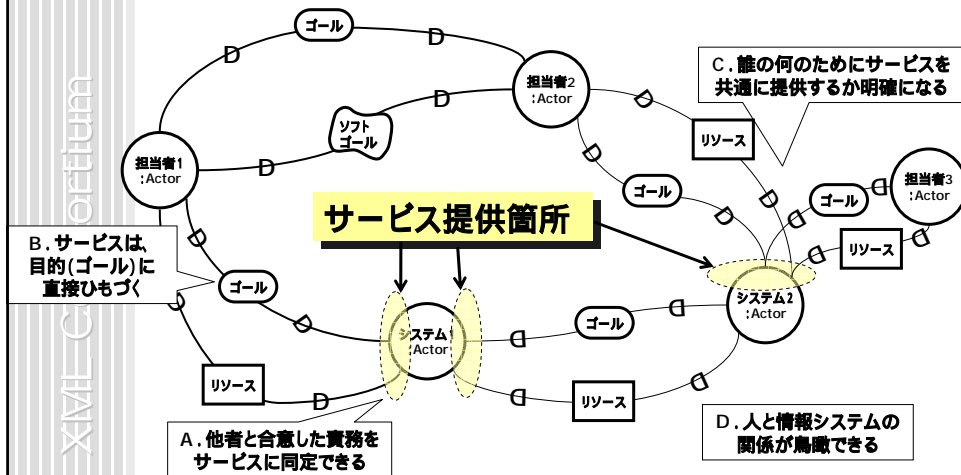 ゴール
D
D
C．誰の何のためにサービスを
共通に提供するか明確になる
担当者2
:Actor
D
ソフト
ゴール
D
D
リソース
担当者1
:Actor
D
D
D
ゴール
D
D
D
ゴール
D
担当者3
:Actor
サービス提供箇所
B．サービスは、
目的(ゴール)に
直接ひもづく
D
D
リソース
D
D
ゴール
D
D
システム1
:Actor
D
ゴール
D
システム2
:Actor
リソース
D
D
リソース
D
A．他者と合意した責務を
サービスに同定できる
D．人と情報システムの
関係が鳥瞰できる
XML Consortium